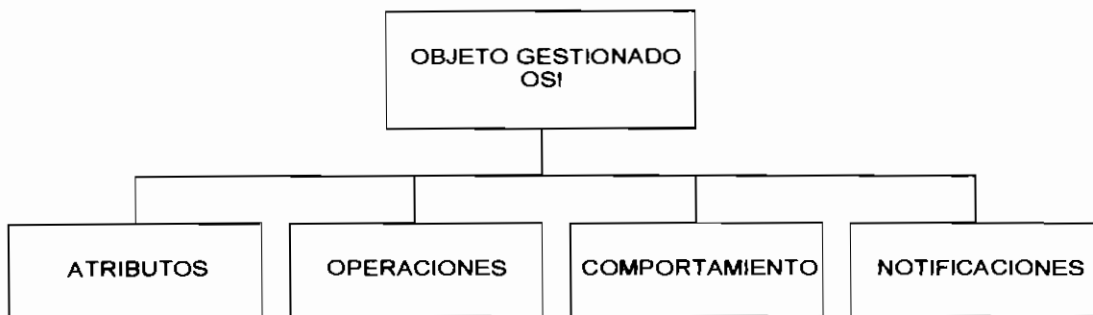 OBJETO GESTIONADO
OSI
ATRIBUTOS
OPERACIONES
COMPORTAMIENTO
NOTIFICACIONES